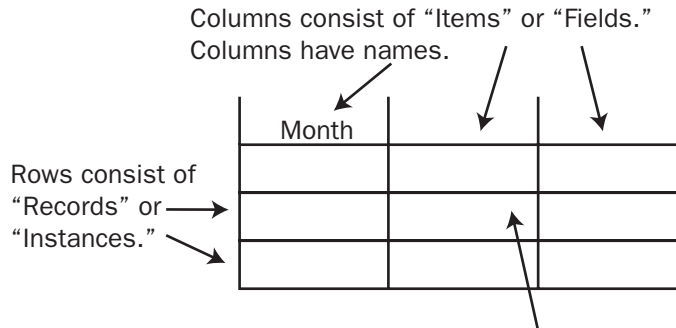 Columns consist of “Items” or “Fields.”
Columns have names.
Month
Rows consist of
“Records” or
“Instances.”